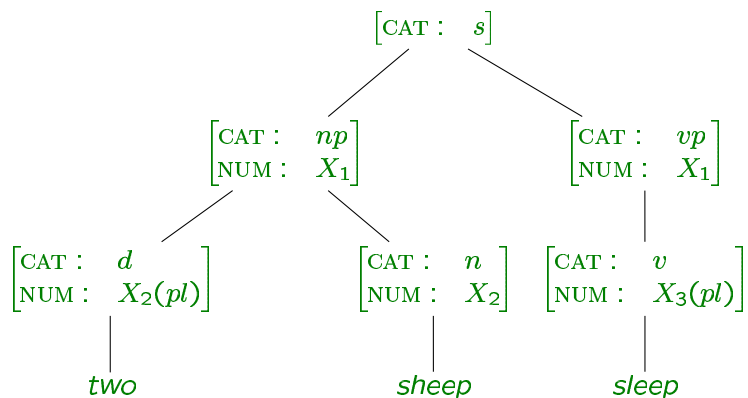 [CAT : s]
[CAT : np] [CAT : vp]
[NUM : X₁] [NUM : X₁]
[CAT : d] [CAT : n] [CAT : v]
[NUM : X₂(pl)] [NUM : X₂] [NUM : X₃(pl)]
two sheep sleep